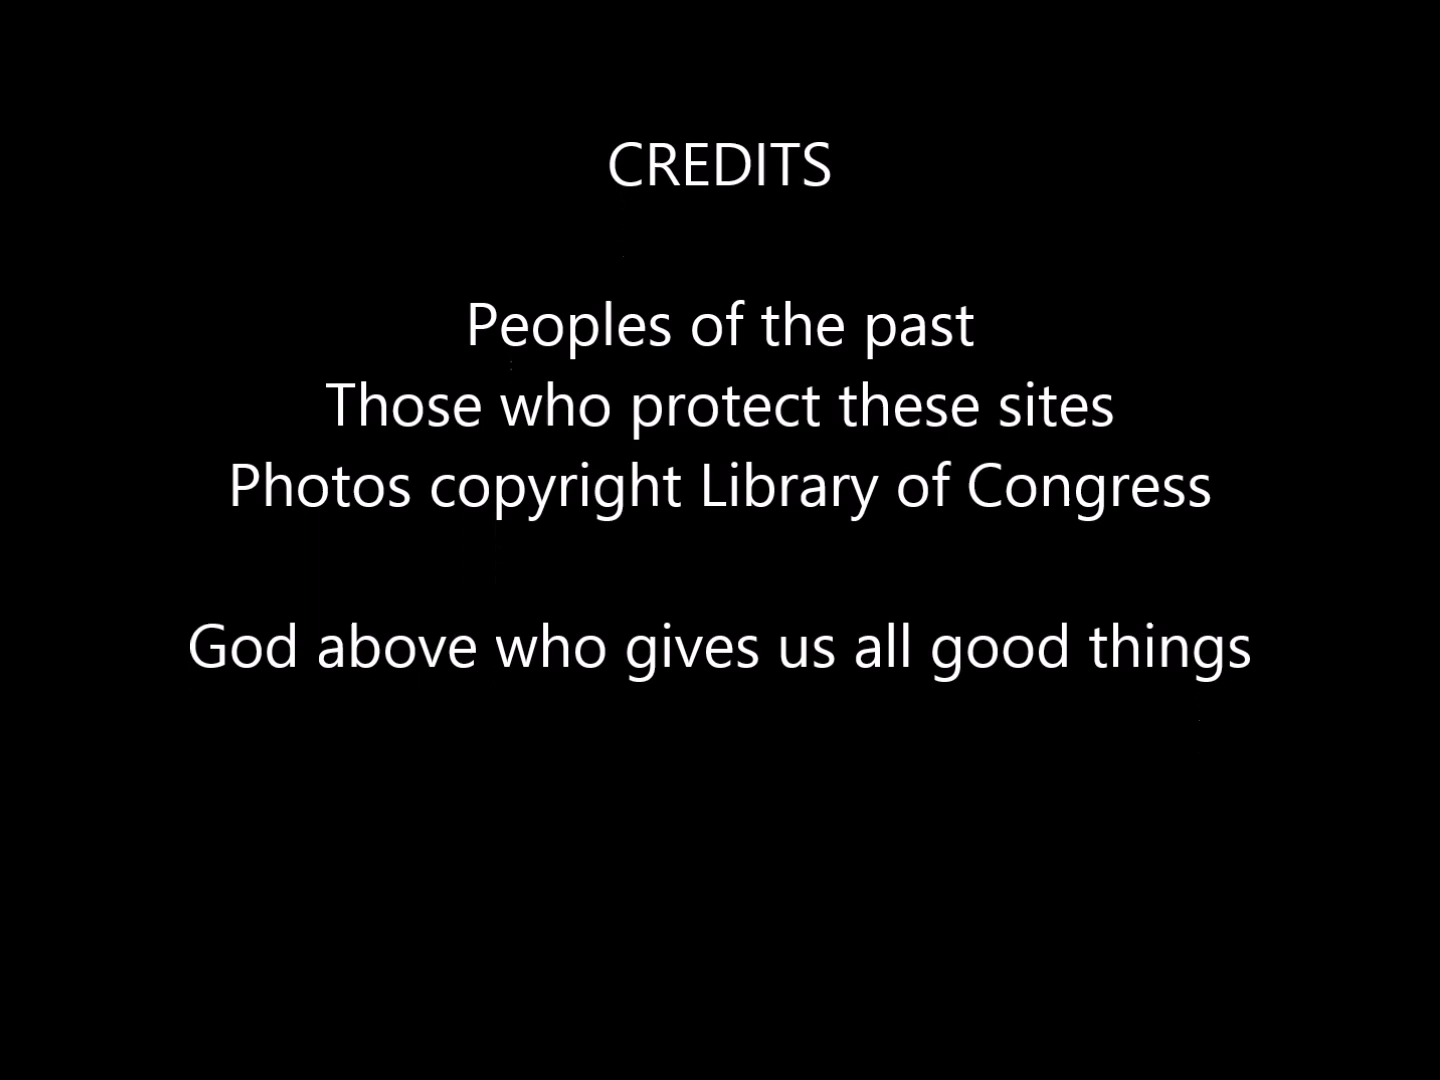 CREDITS
Peoples of the past
Those who protect these sites
Photos copyright Library of Congress
God above who gives us all good things